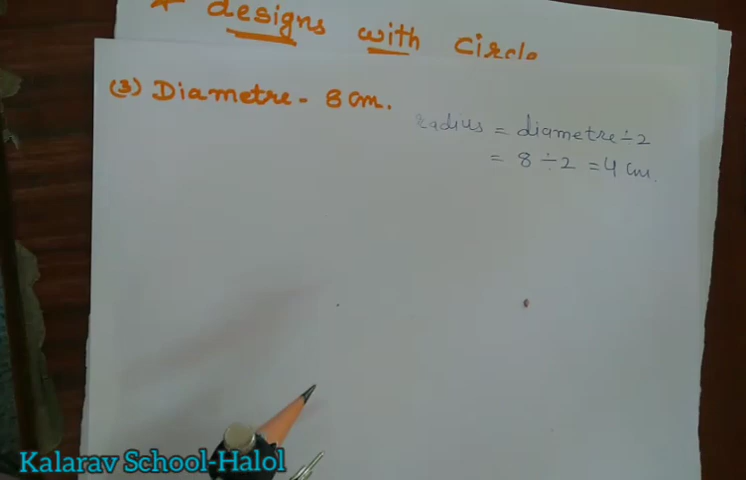 * designs with circle
(3) Diametre - 8 cm.
radius = diametre ÷ 2
= 8 ÷ 2 = 4 cm.
Kalarav School-Halol